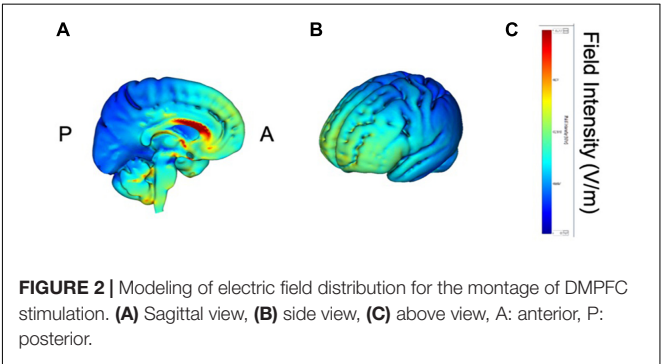 A
B
C
P
A
Field Intensity (V/m)
FIGURE 2 | Modeling of electric field distribution for the montage of DMPFC
stimulation. (A) Sagittal view, (B) side view, (C) above view, A: anterior, P:
posterior.